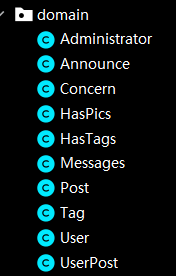 domain
C Administrator
C Announce
C Concern
C HasPics
C HasTags
C Messages
C Post
C Tag
C User
C UserPost